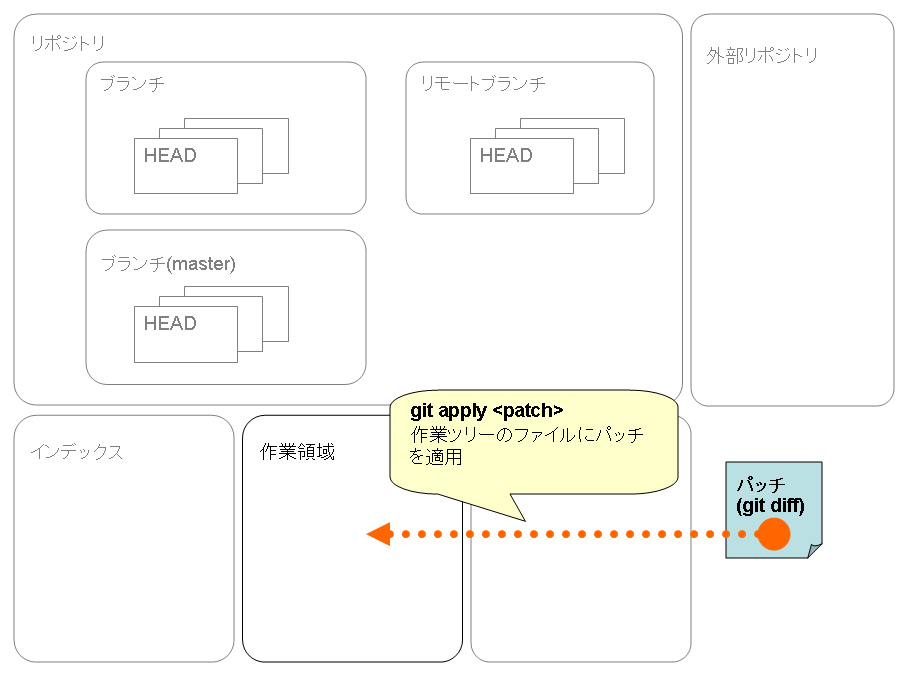 リポジトリ
外部リポジトリ
ブランチ
リモートブランチ
HEAD
HEAD
ブランチ(master)
HEAD
git apply <patch>
作業ツリーのファイルにパッチ
を適用
インデックス
作業領域
パッチ
(git diff)